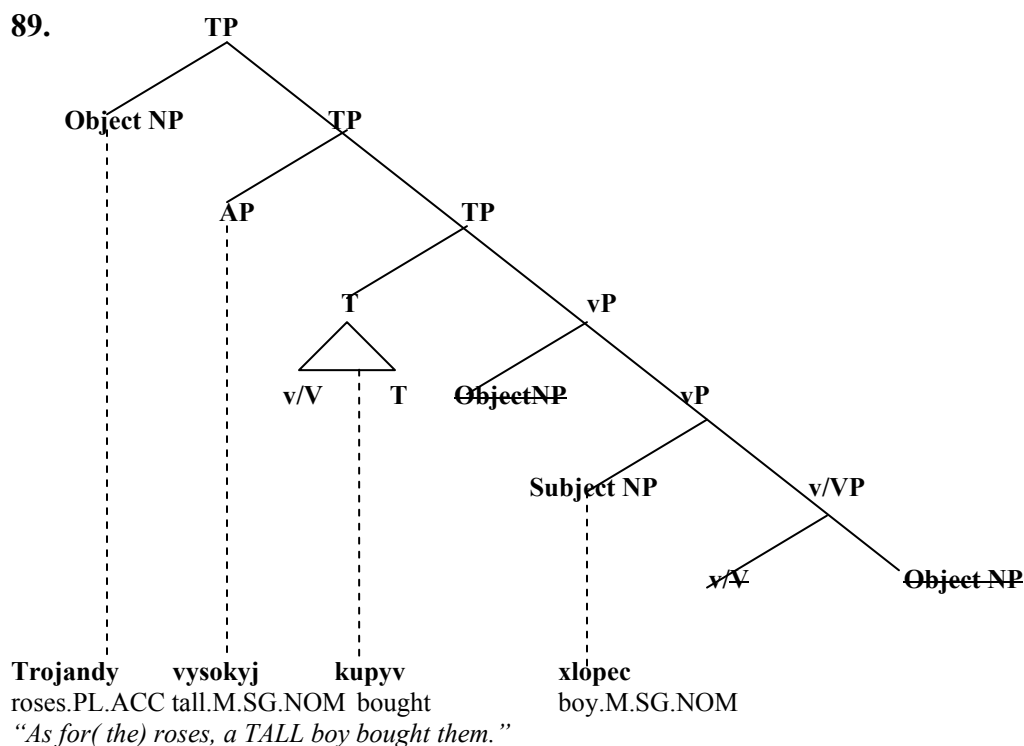 89.
TP
Object NP
TP
AP
TP
T
vP
v/V T
ObjectNP
vP
Subject NP
v/VP
v/V
Object NP
Trojandy vysokyj kupyv xlopec
roses.PL.ACC tall.M.SG.NOM bought boy.M.SG.NOM
“As for( the) roses, a TALL boy bought them.”